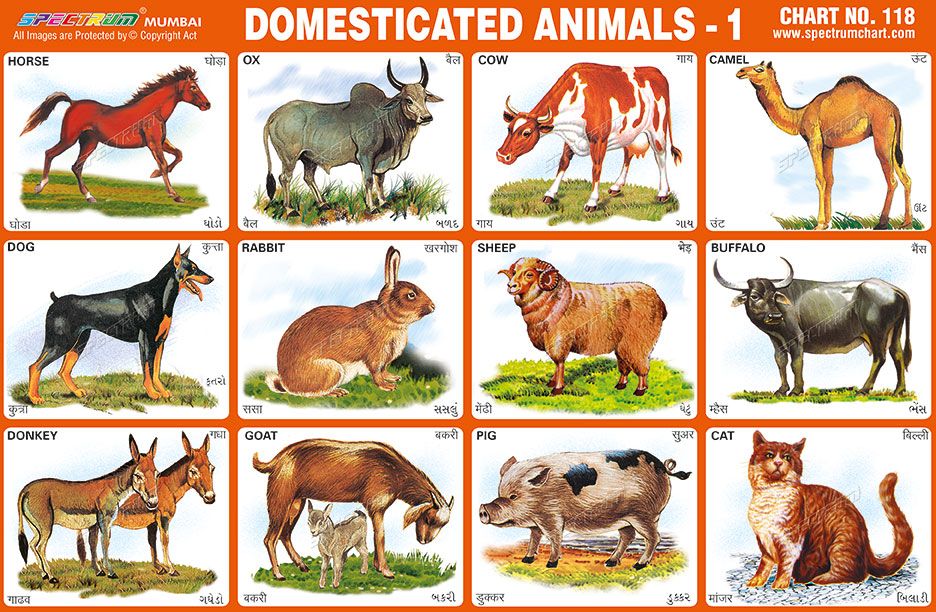 SPECTRUM® MUMBAI
All Images are Protected by © Copyright Act
DOMESTICATED ANIMALS - 1
CHART NO. 118
www.spectrumchart.com
HORSE घोड़ा
घोडा ઘોડો
OX बैल
बैल બળદ
COW गाय
गाय ગાય
CAMEL ऊंट
उंट ઊંટ
DOG कुत्ता
कुत्रा કૂતરો
RABBIT खरगोश
ससा સસલું
SHEEP भेड़
मेंढी ઘેટું
BUFFALO भैंस
म्हैस ભેંસ
DONKEY गधा
गाढव ગધેડો
GOAT बकरी
बकरी બકરી
PIG सुअर
डुक्कर ડુક્કર
CAT बिल्ली
मांजर બિલાડી